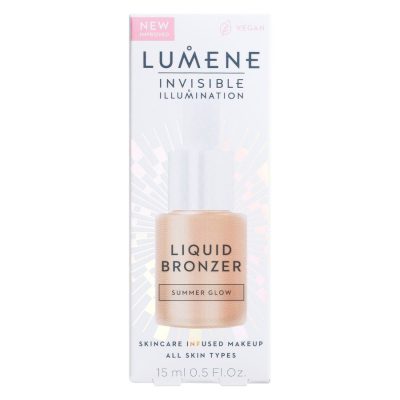 NEW
IMPROVED
VEGAN
LUMENE
INVISIBLE
ILLUMINATION
LIQUID
BRONZER
SUMMER GLOW
SKINCARE INFUSED MAKEUP
ALL SKIN TYPES
15 ml 0.5 Fl.Oz.